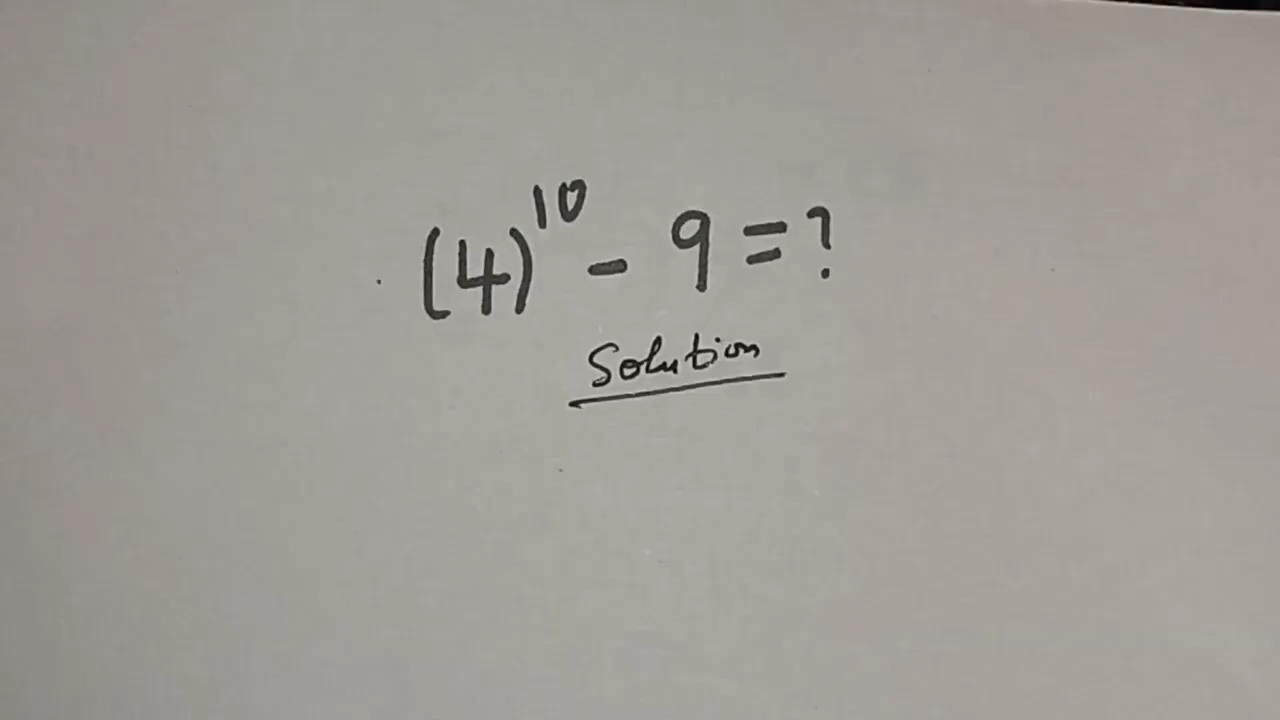 (4)¹⁰ - 9 = ?
Solution